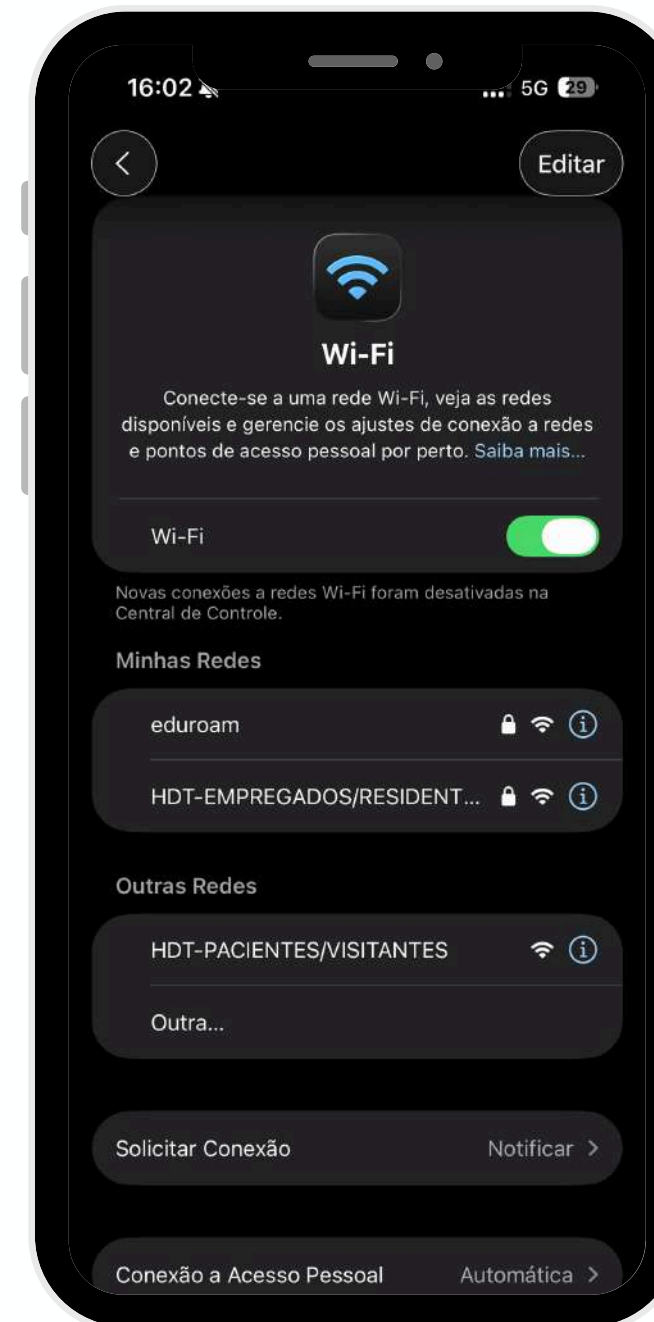 16:02 5G 29
Editar
Wi-Fi
Conecte-se a uma rede Wi-Fi, veja as redes
disponíveis e gerencie os ajustes de conexão a redes
e pontos de acesso pessoal por perto. Saiba mais...
Wi-Fi
Novas conexões a redes Wi-Fi foram desativadas na
Central de Controle.
Minhas Redes
eduroam
HDT-EMPREGADOS/RESIDENT...
Outras Redes
HDT-PACIENTES/VISITANTES
Outra...
Solicitar Conexão Notificar
Conexão a Acesso Pessoal Automática